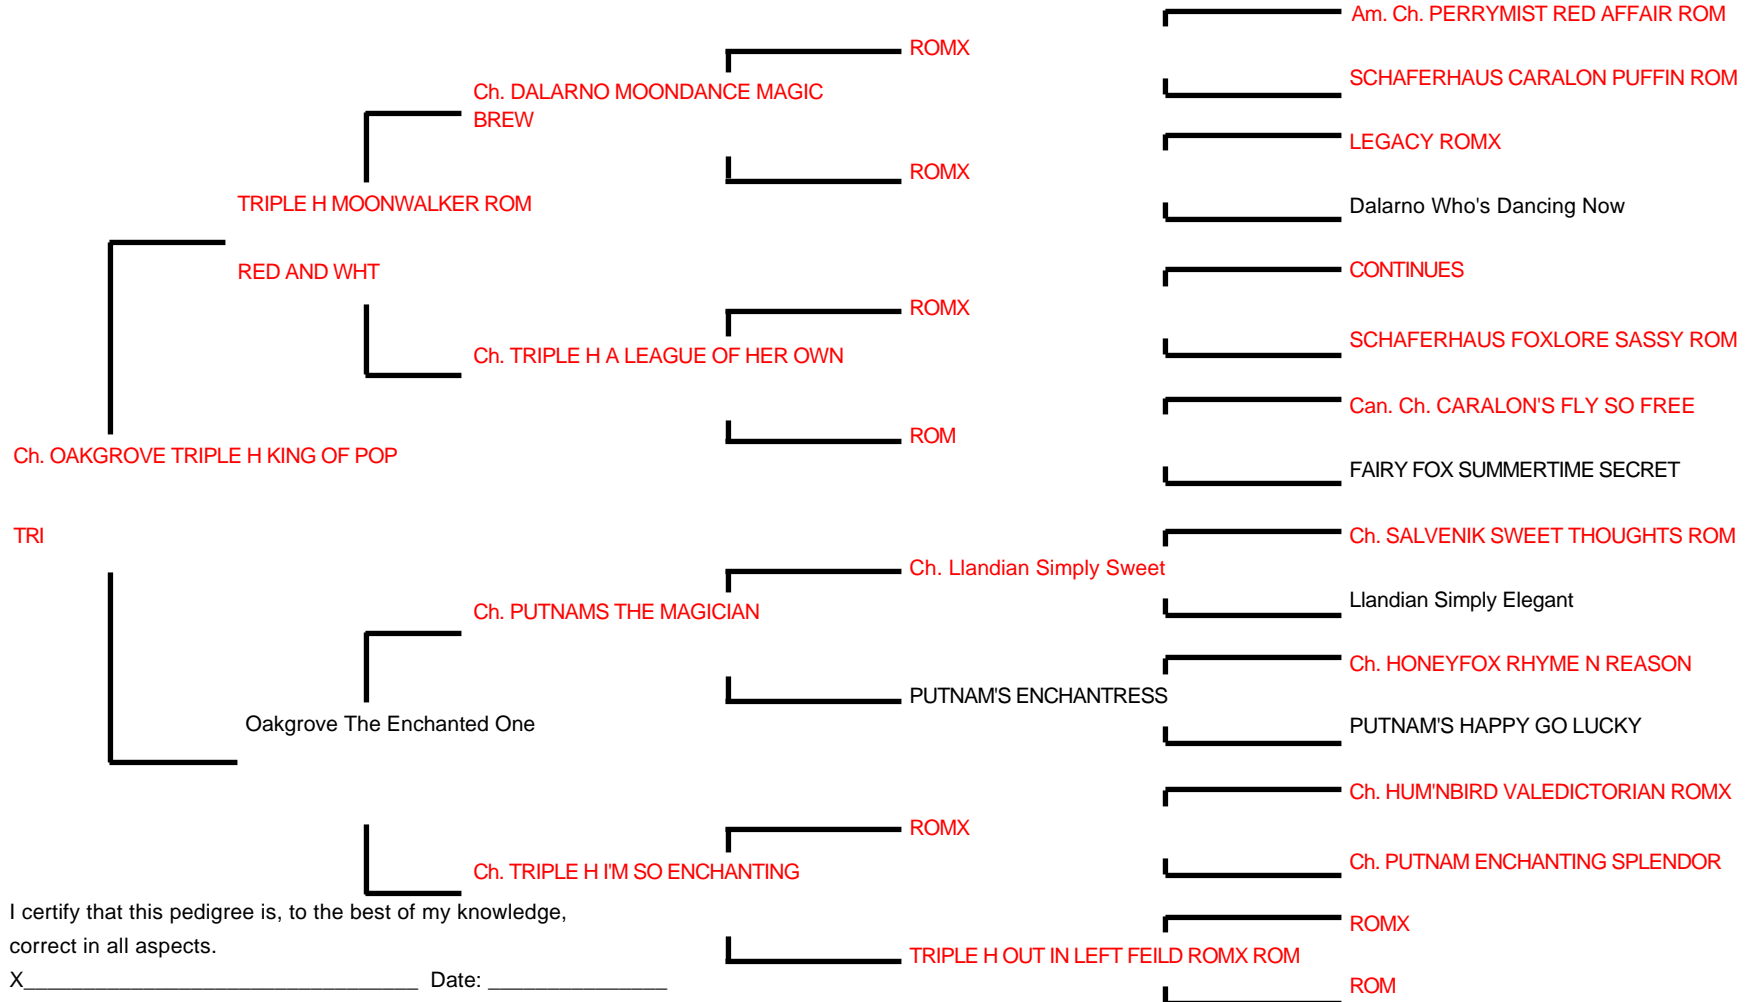 Am. Ch. PERRYMIST RED AFFAIR ROM
ROMX
SCHAFERHAUS CARALON PUFFIN ROM
Ch. DALARNO MOONDANCE MAGIC
BREW
LEGACY ROMX
ROMX
TRIPLE H MOONWALKER ROM
Dalarno Who's Dancing Now
RED AND WHT
CONTINUES
ROMX
SCHAFERHAUS FOXLORE SASSY ROM
Ch. TRIPLE H A LEAGUE OF HER OWN
Can. Ch. CARALON'S FLY SO FREE
ROM
Ch. OAKGROVE TRIPLE H KING OF POP
FAIRY FOX SUMMERTIME SECRET
TRI
Ch. SALVENIK SWEET THOUGHTS ROM
Ch. Llandian Simply Sweet
Llandian Simply Elegant
Ch. PUTNAMS THE MAGICIAN
Ch. HONEYFOX RHYME N REASON
PUTNAM'S ENCHANTRESS
Oakgrove The Enchanted One
PUTNAM'S HAPPY GO LUCKY
Ch. HUM'NBIRD VALEDICTORIAN ROMX
ROMX
Ch. PUTNAM ENCHANTING SPLENDOR
Ch. TRIPLE H I'M SO ENCHANTING
I certify that this pedigree is, to the best of my knowledge,
correct in all aspects.
ROMX
TRIPLE H OUT IN LEFT FEILD ROMX ROM
X_________________________________ Date: _______________
ROM